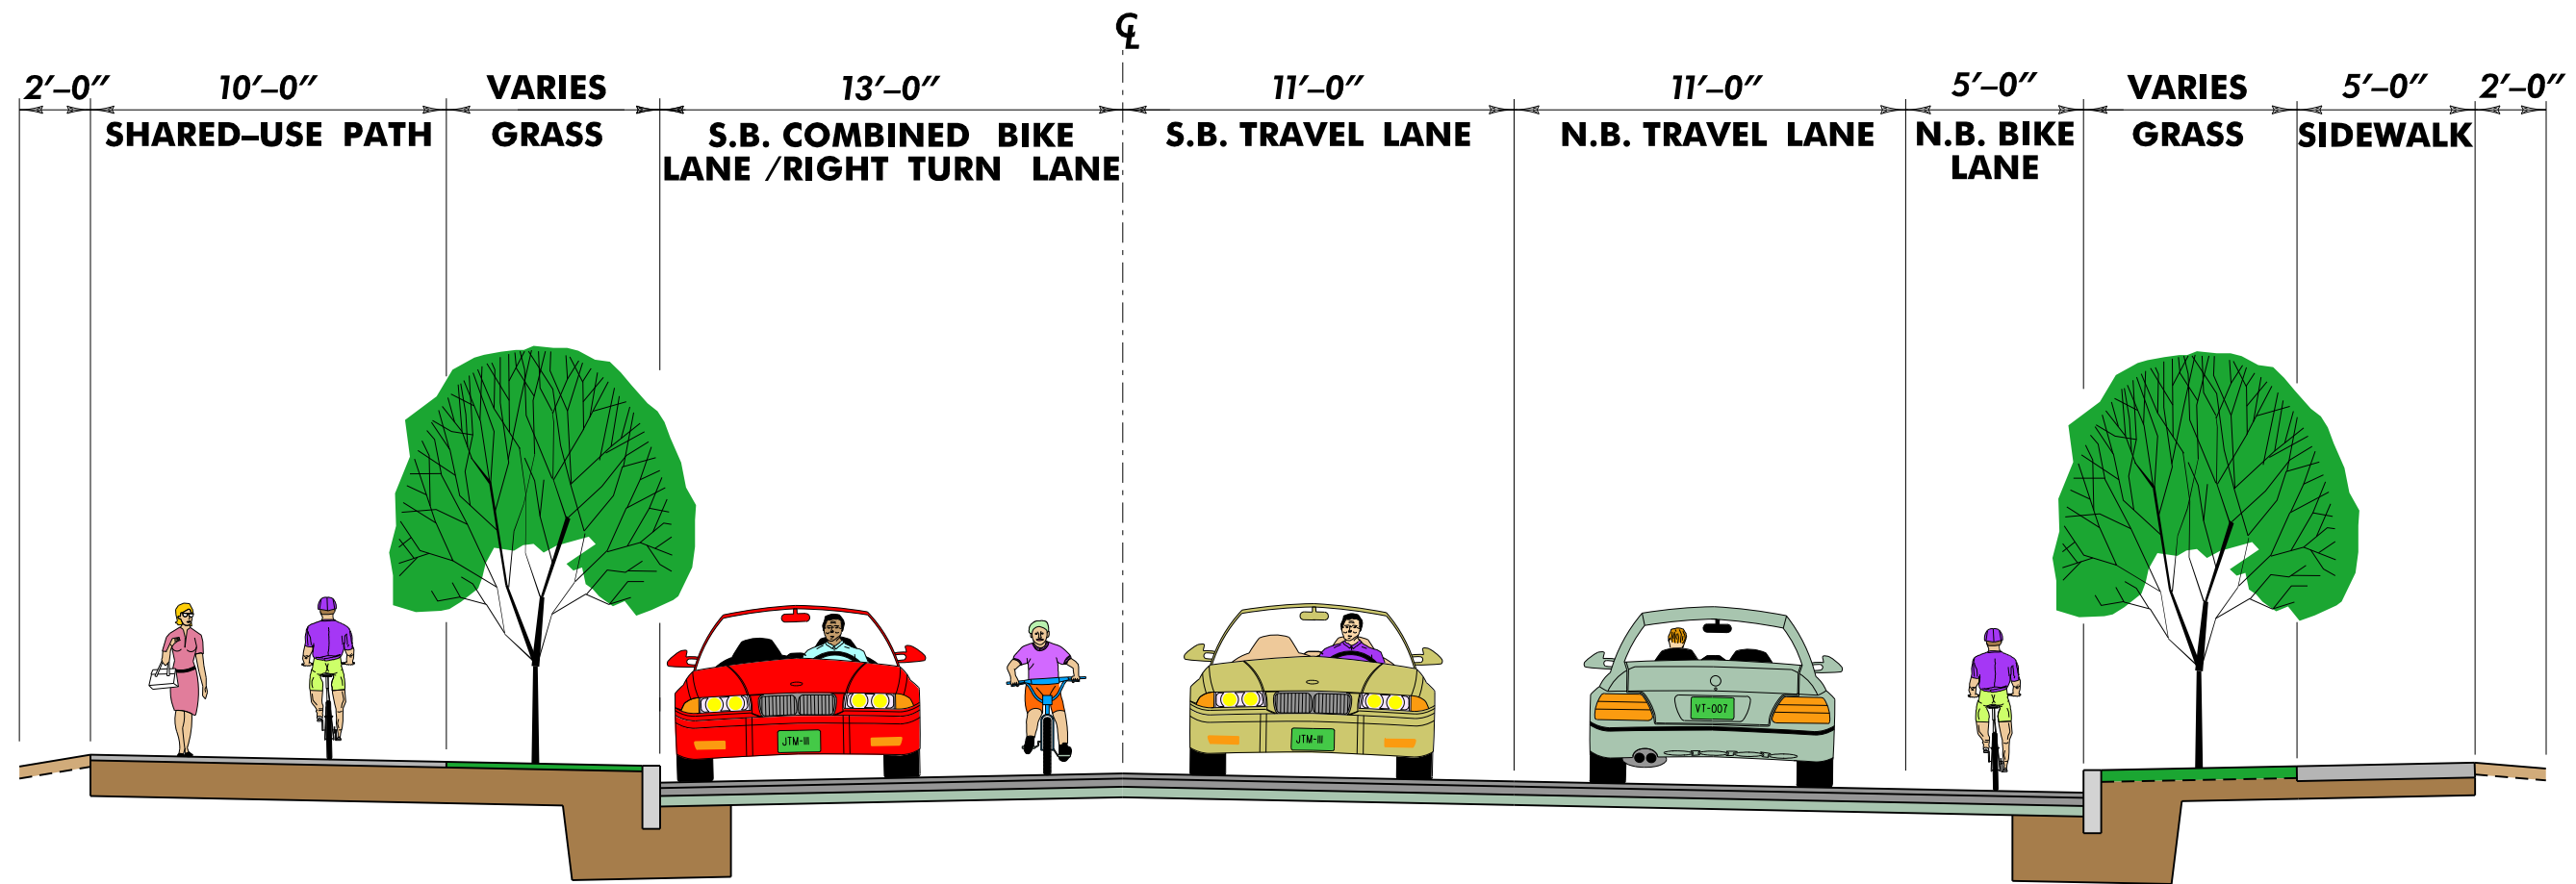 ℄
2'–0" 10'–0" VARIES 13'–0" 11'–0" 11'–0" 5'–0" VARIES 5'–0" 2'–0"
SHARED–USE PATH GRASS S.B. COMBINED BIKE S.B. TRAVEL LANE N.B. TRAVEL LANE N.B. BIKE GRASS SIDEWALK
LANE /RIGHT TURN LANE LANE
VT-007
JTM-III JTM-III